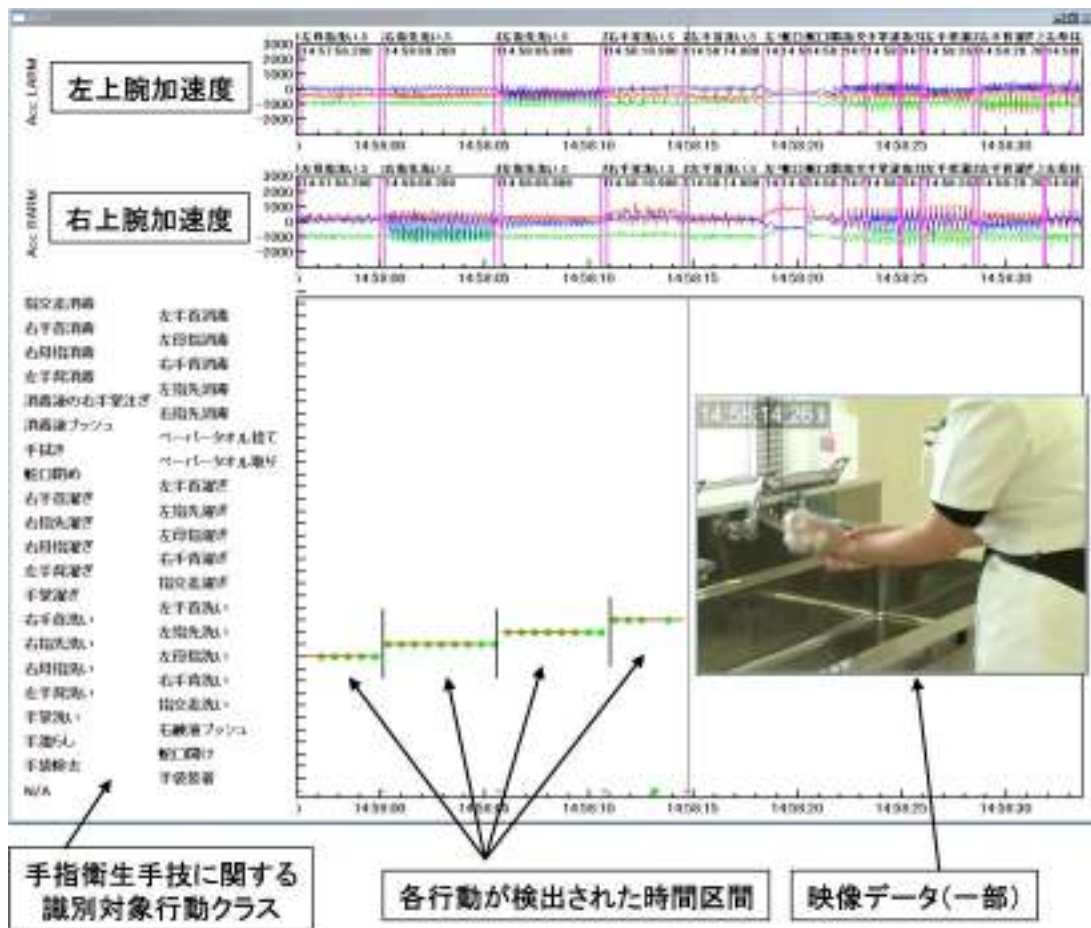 Acc LARM
左上腕加速度
3000
2000
1000
0
-1000
-2000
14:58:00
14:58:05
14:58:10
14:58:15
14:58:20
14:58:25
14:58:30
Acc RARM
右上腕加速度
3000
2000
1000
0
-1000
14:58:00
14:58:05
14:58:10
14:58:15
14:58:20
14:58:25
14:58:30
指交差消毒
左手首消毒
右手首消毒
左母指消毒
右母指消毒
右手背消毒
左手背消毒
左指先消毒
消毒液の右手掌注ぎ
右指先消毒
消毒液プッシュ
ペーパータオル捨て
手拭き
ペーパータオル取り
蛇口閉め
左手首濯ぎ
右手首濯ぎ
左指先濯ぎ
右指先濯ぎ
左母指濯ぎ
右母指濯ぎ
右手背濯ぎ
左手背濯ぎ
指交差濯ぎ
手掌濯ぎ
左手首洗い
右手首洗い
左指先洗い
右指先洗い
左母指洗い
右母指洗い
右手背洗い
左手背洗い
指交差洗い
手掌洗い
石鹸液プッシュ
手濡らし
蛇口開け
手袋除去
手袋装着
N/A
14:58:00
14:58:05
14:58:10
14:58:15
14:58:20
14:58:25
14:58:30
手指衛生手技に関する
識別対象行動クラス
各行動が検出された時間区間
映像データ(一部)